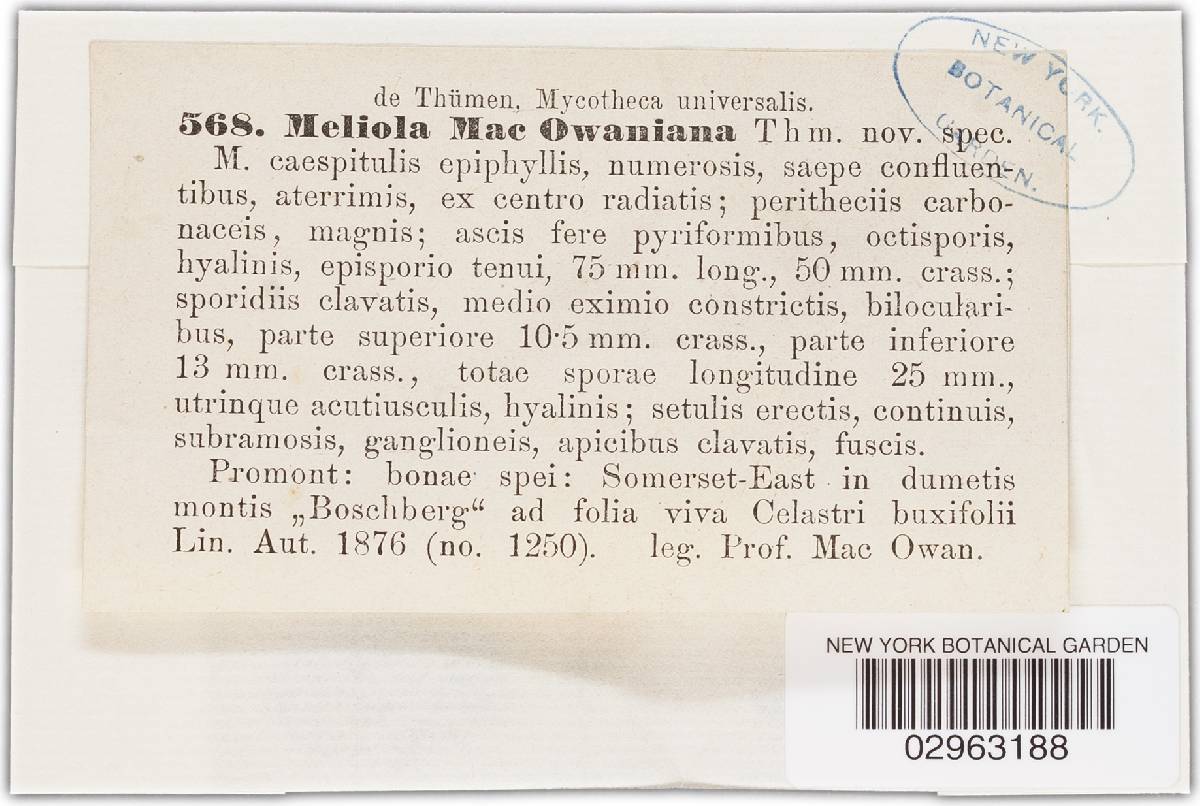 NEW YORK
BOTANICAL
GARDEN.
de Thümen, Mycotheca universalis.
568. Meliola Mac Owaniana Thm. nov. spec.
M. caespitulis epiphyllis, numerosis, saepe confluen-
tibus, aterrimis, ex centro radiatis; peritheciis carbo-
naceis, magnis; ascis fere pyriformibus, octisporis,
hyalinis, episporio tenui, 75 mm. long., 50 mm. crass.;
sporidiis clavatis, medio eximio constrictis, biloculari-
bus, parte superiore 10·5 mm. crass., parte inferiore
13 mm. crass., totae sporae longitudine 25 mm.,
utrinque acutiusculis, hyalinis; setulis erectis, continuis,
subramosis, ganglioneis, apicibus clavatis, fuscis.
Promont: bonae spei: Somerset-East in dumetis
montis „Boschberg“ ad folia viva Celastri buxifolii
Lin. Aut. 1876 (no. 1250). leg. Prof. Mac Owan.
NEW YORK BOTANICAL GARDEN
02963188